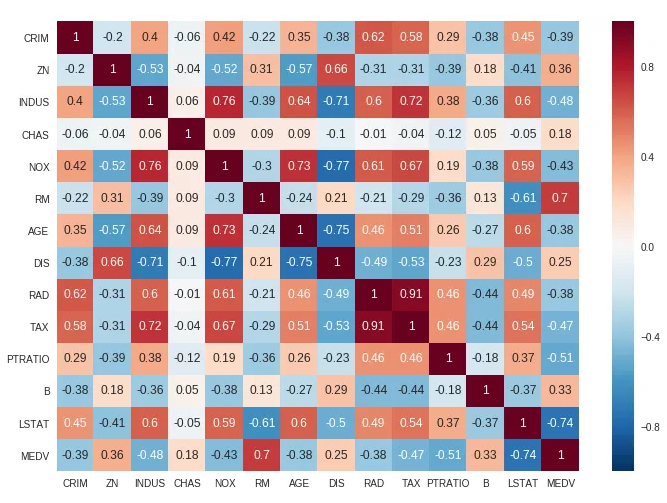 CRIM 1 -0.2 0.4 -0.06 0.42 -0.22 0.35 -0.38 0.62 0.58 0.29 -0.38 0.45 -0.39
ZN -0.2 1 -0.53 -0.04 -0.52 0.31 -0.57 0.66 -0.31 -0.31 -0.39 0.18 -0.41 0.36
INDUS 0.4 -0.53 1 0.06 0.76 -0.39 0.64 -0.71 0.6 0.72 0.38 -0.36 0.6 -0.48
CHAS -0.06 -0.04 0.06 1 0.09 0.09 0.09 -0.1 -0.01 -0.04 -0.12 0.05 -0.05 0.18
NOX 0.42 -0.52 0.76 0.09 1 -0.3 0.73 -0.77 0.61 0.67 0.19 -0.38 0.59 -0.43
RM -0.22 0.31 -0.39 0.09 -0.3 1 -0.24 0.21 -0.21 -0.29 -0.36 0.13 -0.61 0.7
AGE 0.35 -0.57 0.64 0.09 0.73 -0.24 1 -0.75 0.46 0.51 0.26 -0.27 0.6 -0.38
DIS -0.38 0.66 -0.71 -0.1 -0.77 0.21 -0.75 1 -0.49 -0.53 -0.23 0.29 -0.5 0.25
RAD 0.62 -0.31 0.6 -0.01 0.61 -0.21 0.46 -0.49 1 0.91 0.46 -0.44 0.49 -0.38
TAX 0.58 -0.31 0.72 -0.04 0.67 -0.29 0.51 -0.53 0.91 1 0.46 -0.44 0.54 -0.47
PTRATIO 0.29 -0.39 0.38 -0.12 0.19 -0.36 0.26 -0.23 0.46 0.46 1 -0.18 0.37 -0.51
B -0.38 0.18 -0.36 0.05 -0.38 0.13 -0.27 0.29 -0.44 -0.44 -0.18 1 -0.37 0.33
LSTAT 0.45 -0.41 0.6 -0.05 0.59 -0.61 0.6 -0.5 0.49 0.54 0.37 -0.37 1 -0.74
MEDV -0.39 0.36 -0.48 0.18 -0.43 0.7 -0.38 0.25 -0.38 -0.47 -0.51 0.33 -0.74 1
CRIM ZN INDUS CHAS NOX RM AGE DIS RAD TAX PTRATIO B LSTAT MEDV
0.8
0.4
0.0
−0.4
−0.8